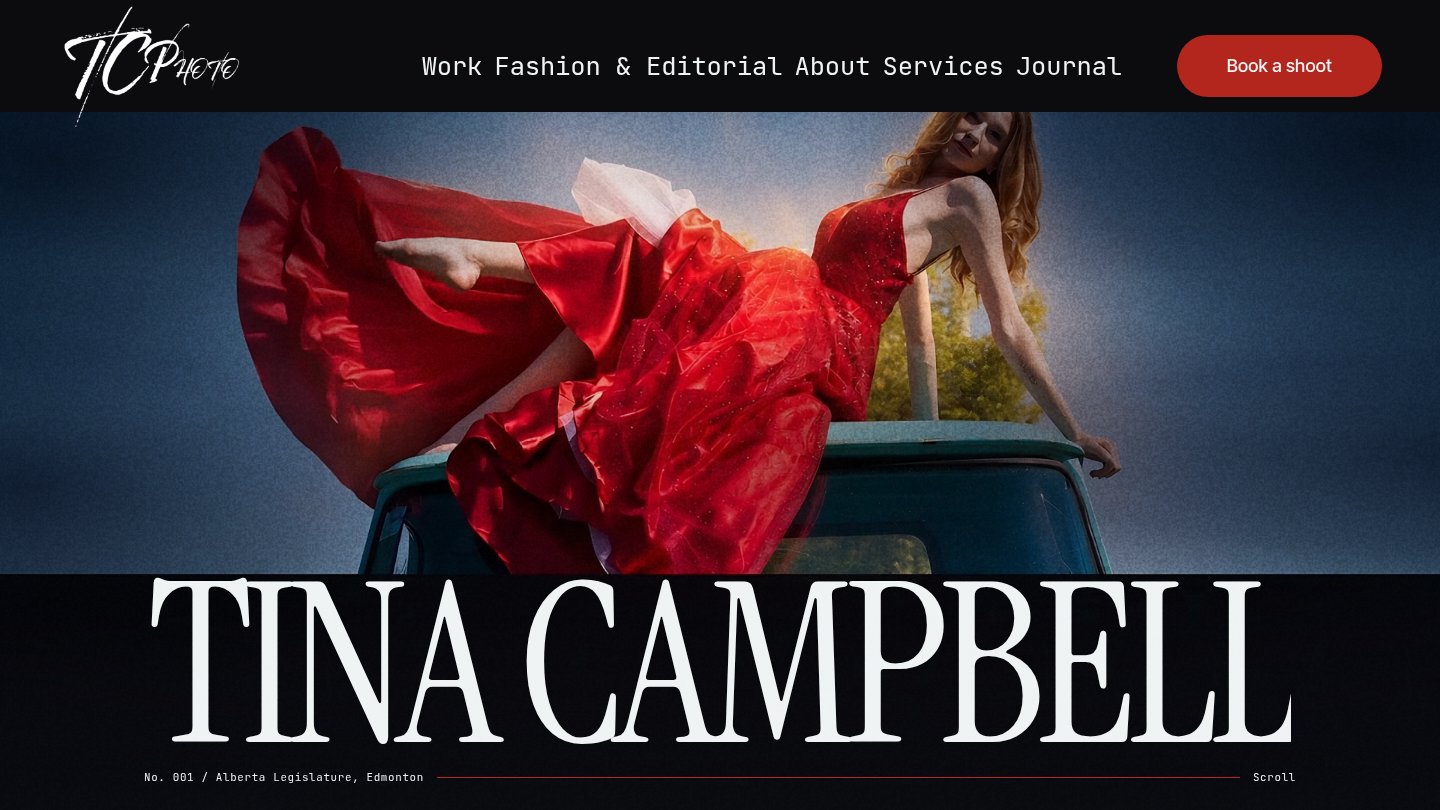 TCPHOTO
Work Fashion & Editorial About Services Journal
Book a shoot
TINA CAMPBELL
No. 001 / Alberta Legislature, Edmonton
Scroll